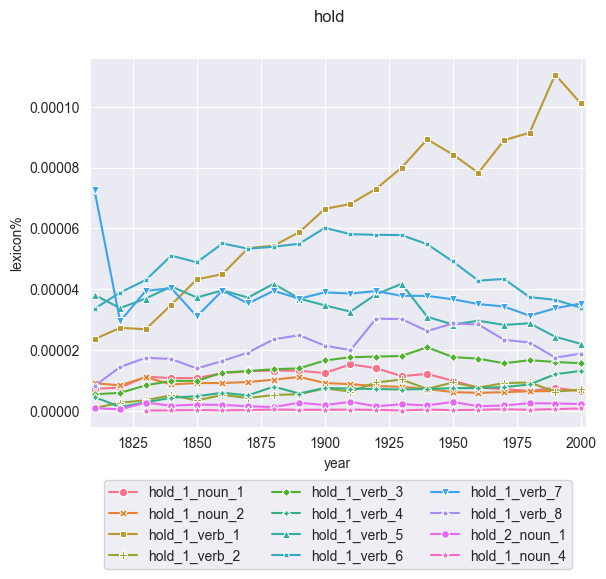 hold
0.00010
0.00008
0.00006
0.00004
0.00002
0.00000
lexicon%
1825 1850 1875 1900 1925 1950 1975 2000
year
hold_1_noun_1 hold_1_verb_3 hold_1_verb_7
hold_1_noun_2 hold_1_verb_4 hold_1_verb_8
hold_1_verb_1 hold_1_verb_5 hold_2_noun_1
hold_1_verb_2 hold_1_verb_6 hold_1_noun_4